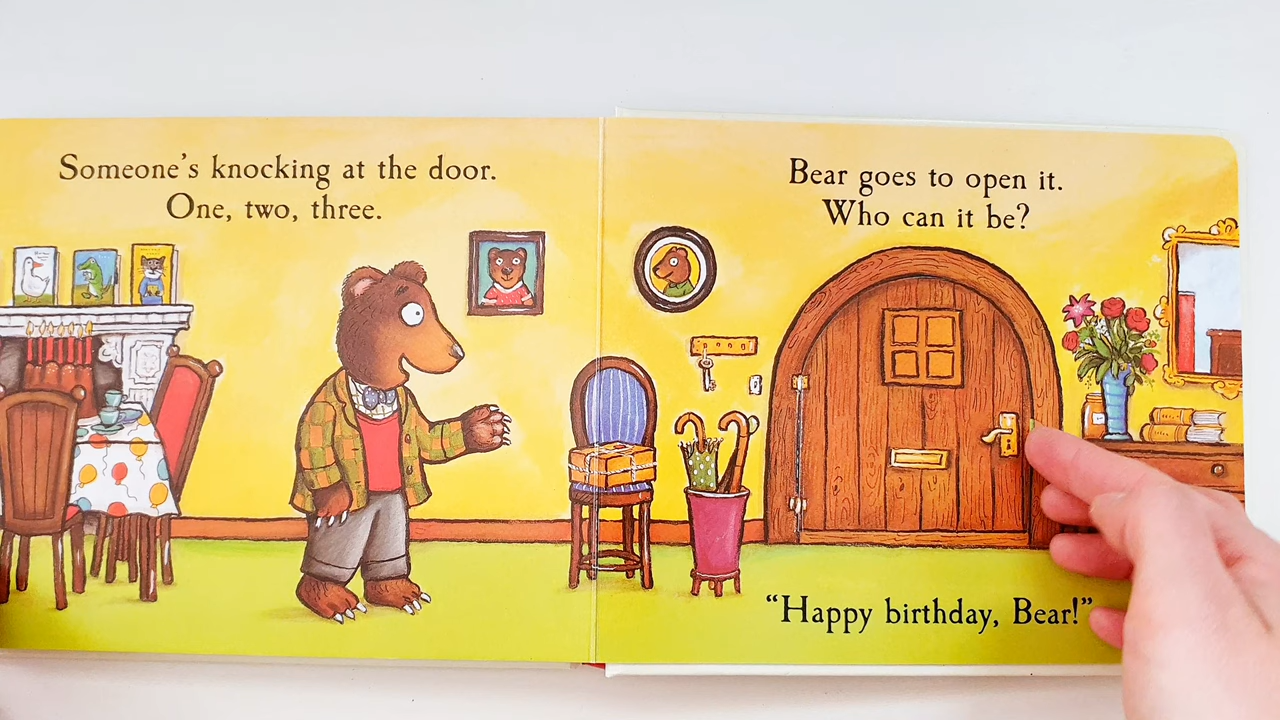 Someone's knocking at the door.
One, two, three.
Bear goes to open it.
Who can it be?
“Happy birthday, Bear!”